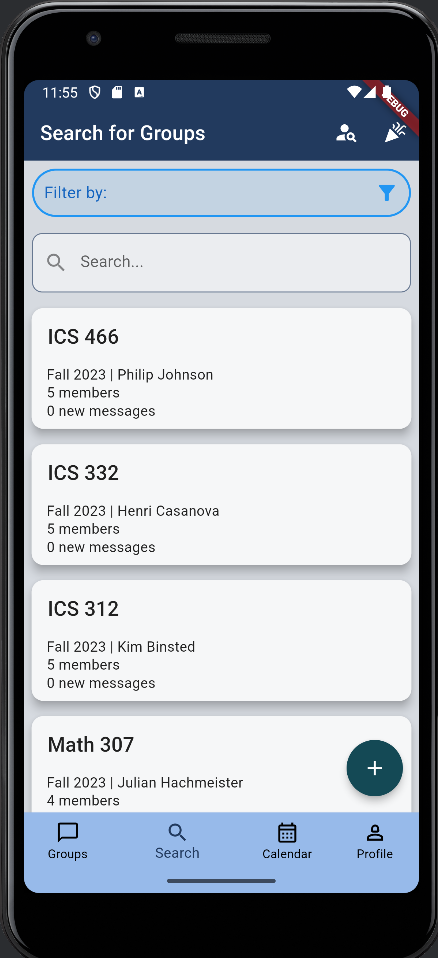 11:55
A
DEBUG
Search for Groups
Filter by:
Search...
ICS 466
Fall 2023 | Philip Johnson
5 members
0 new messages
ICS 332
Fall 2023 | Henri Casanova
5 members
0 new messages
ICS 312
Fall 2023 | Kim Binsted
5 members
0 new messages
Math 307
Fall 2023 | Julian Hachmeister
4 members
Groups Search Calendar Profile